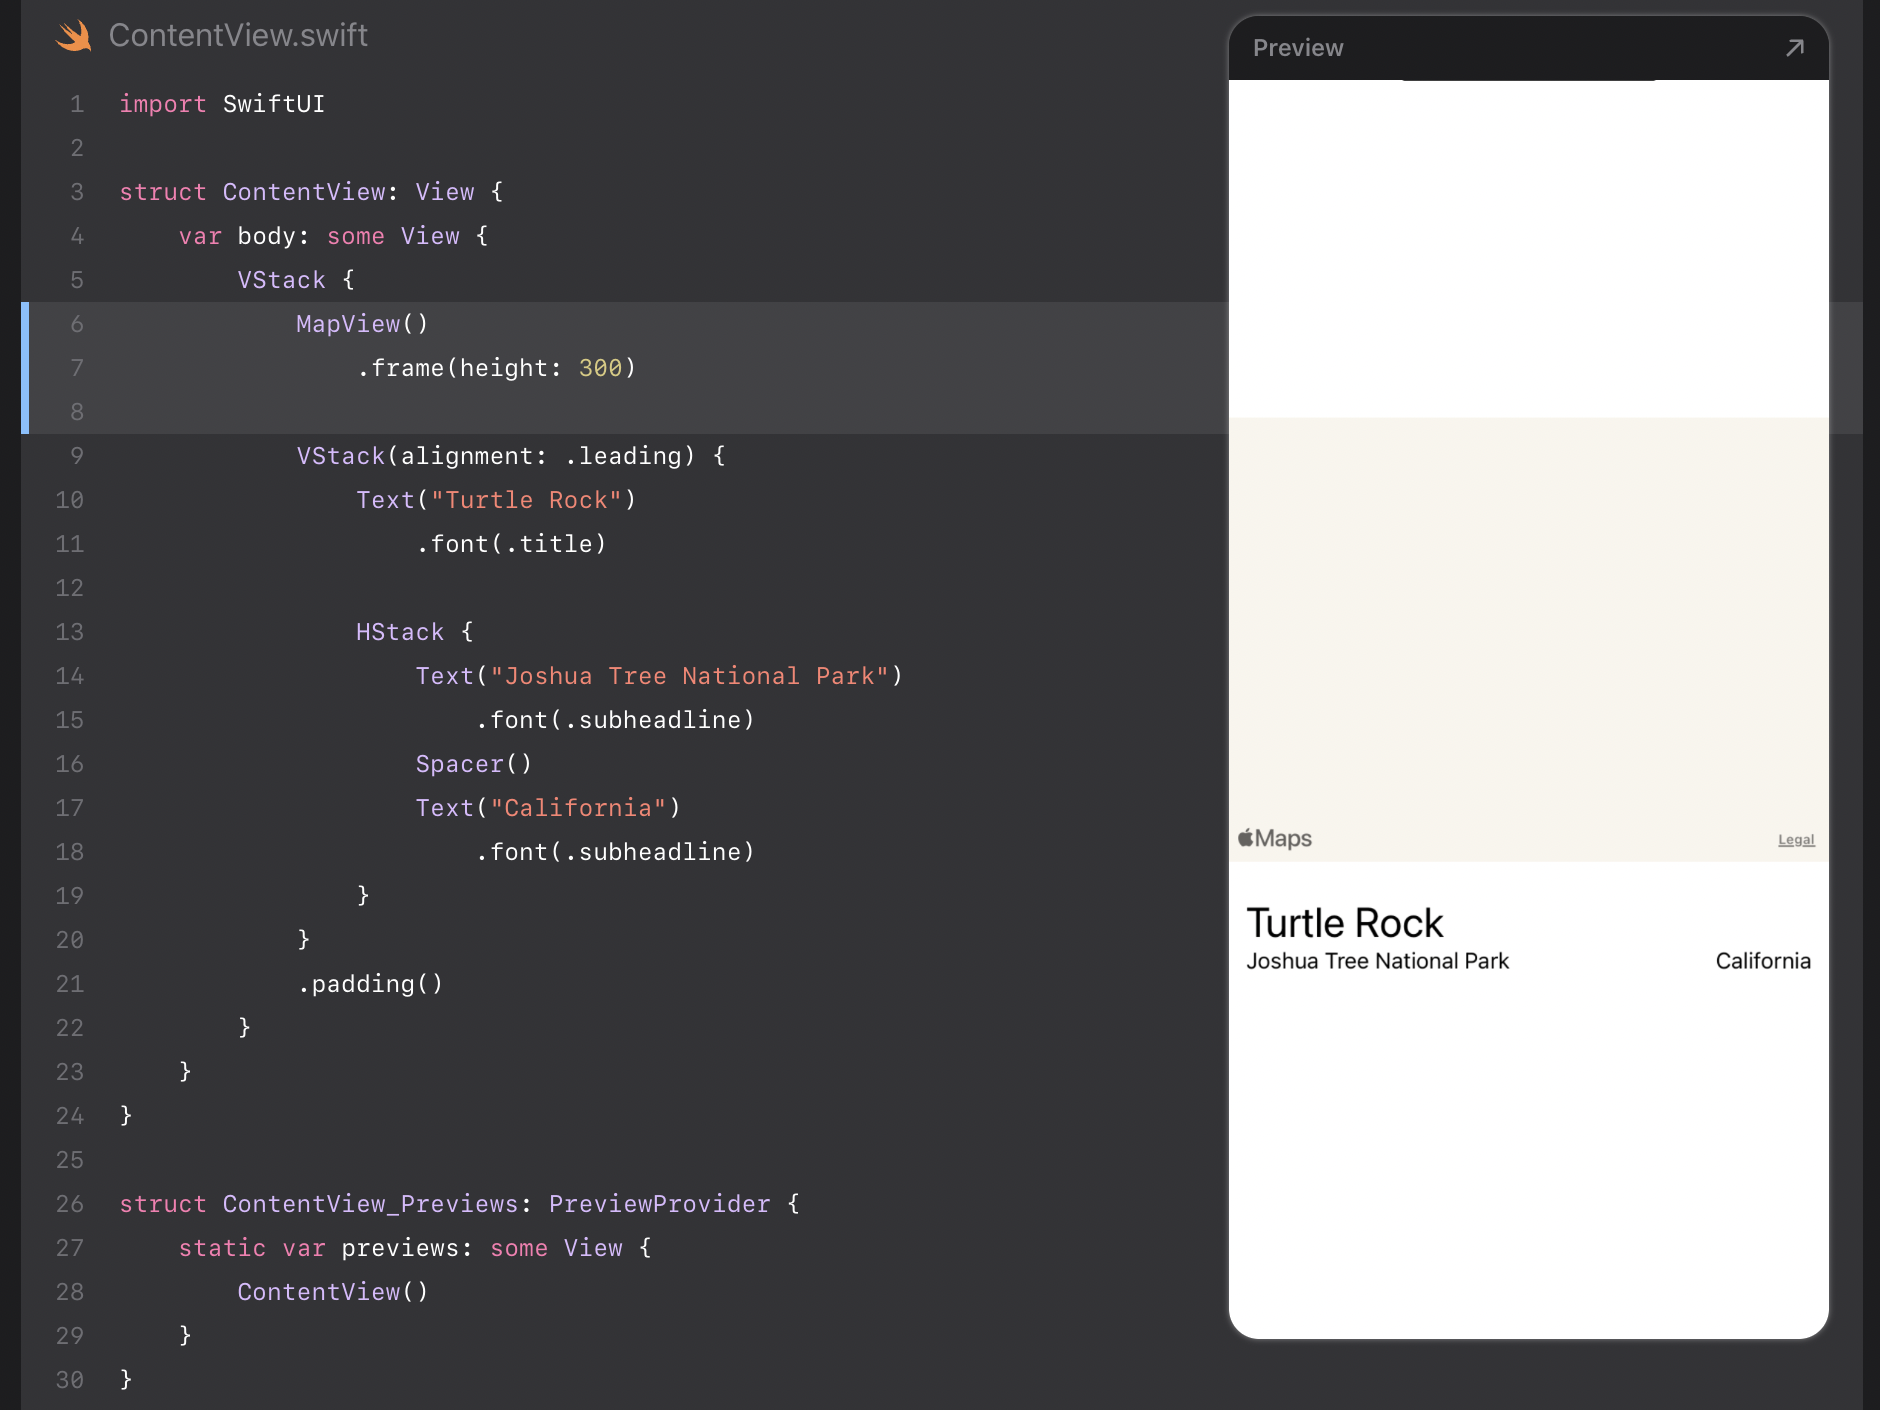 ContentView.swift
1 import SwiftUI
2
3 struct ContentView: View {
4     var body: some View {
5         VStack {
6             MapView()
7                 .frame(height: 300)
8
9             VStack(alignment: .leading) {
10                 Text("Turtle Rock")
11                     .font(.title)
12
13                 HStack {
14                     Text("Joshua Tree National Park")
15                         .font(.subheadline)
16                     Spacer()
17                     Text("California")
18                         .font(.subheadline)
19                 }
20             }
21             .padding()
22         }
23     }
24 }
25
26 struct ContentView_Previews: PreviewProvider {
27     static var previews: some View {
28         ContentView()
29     }
30 }
Preview
Maps
Legal
Turtle Rock
Joshua Tree National Park California